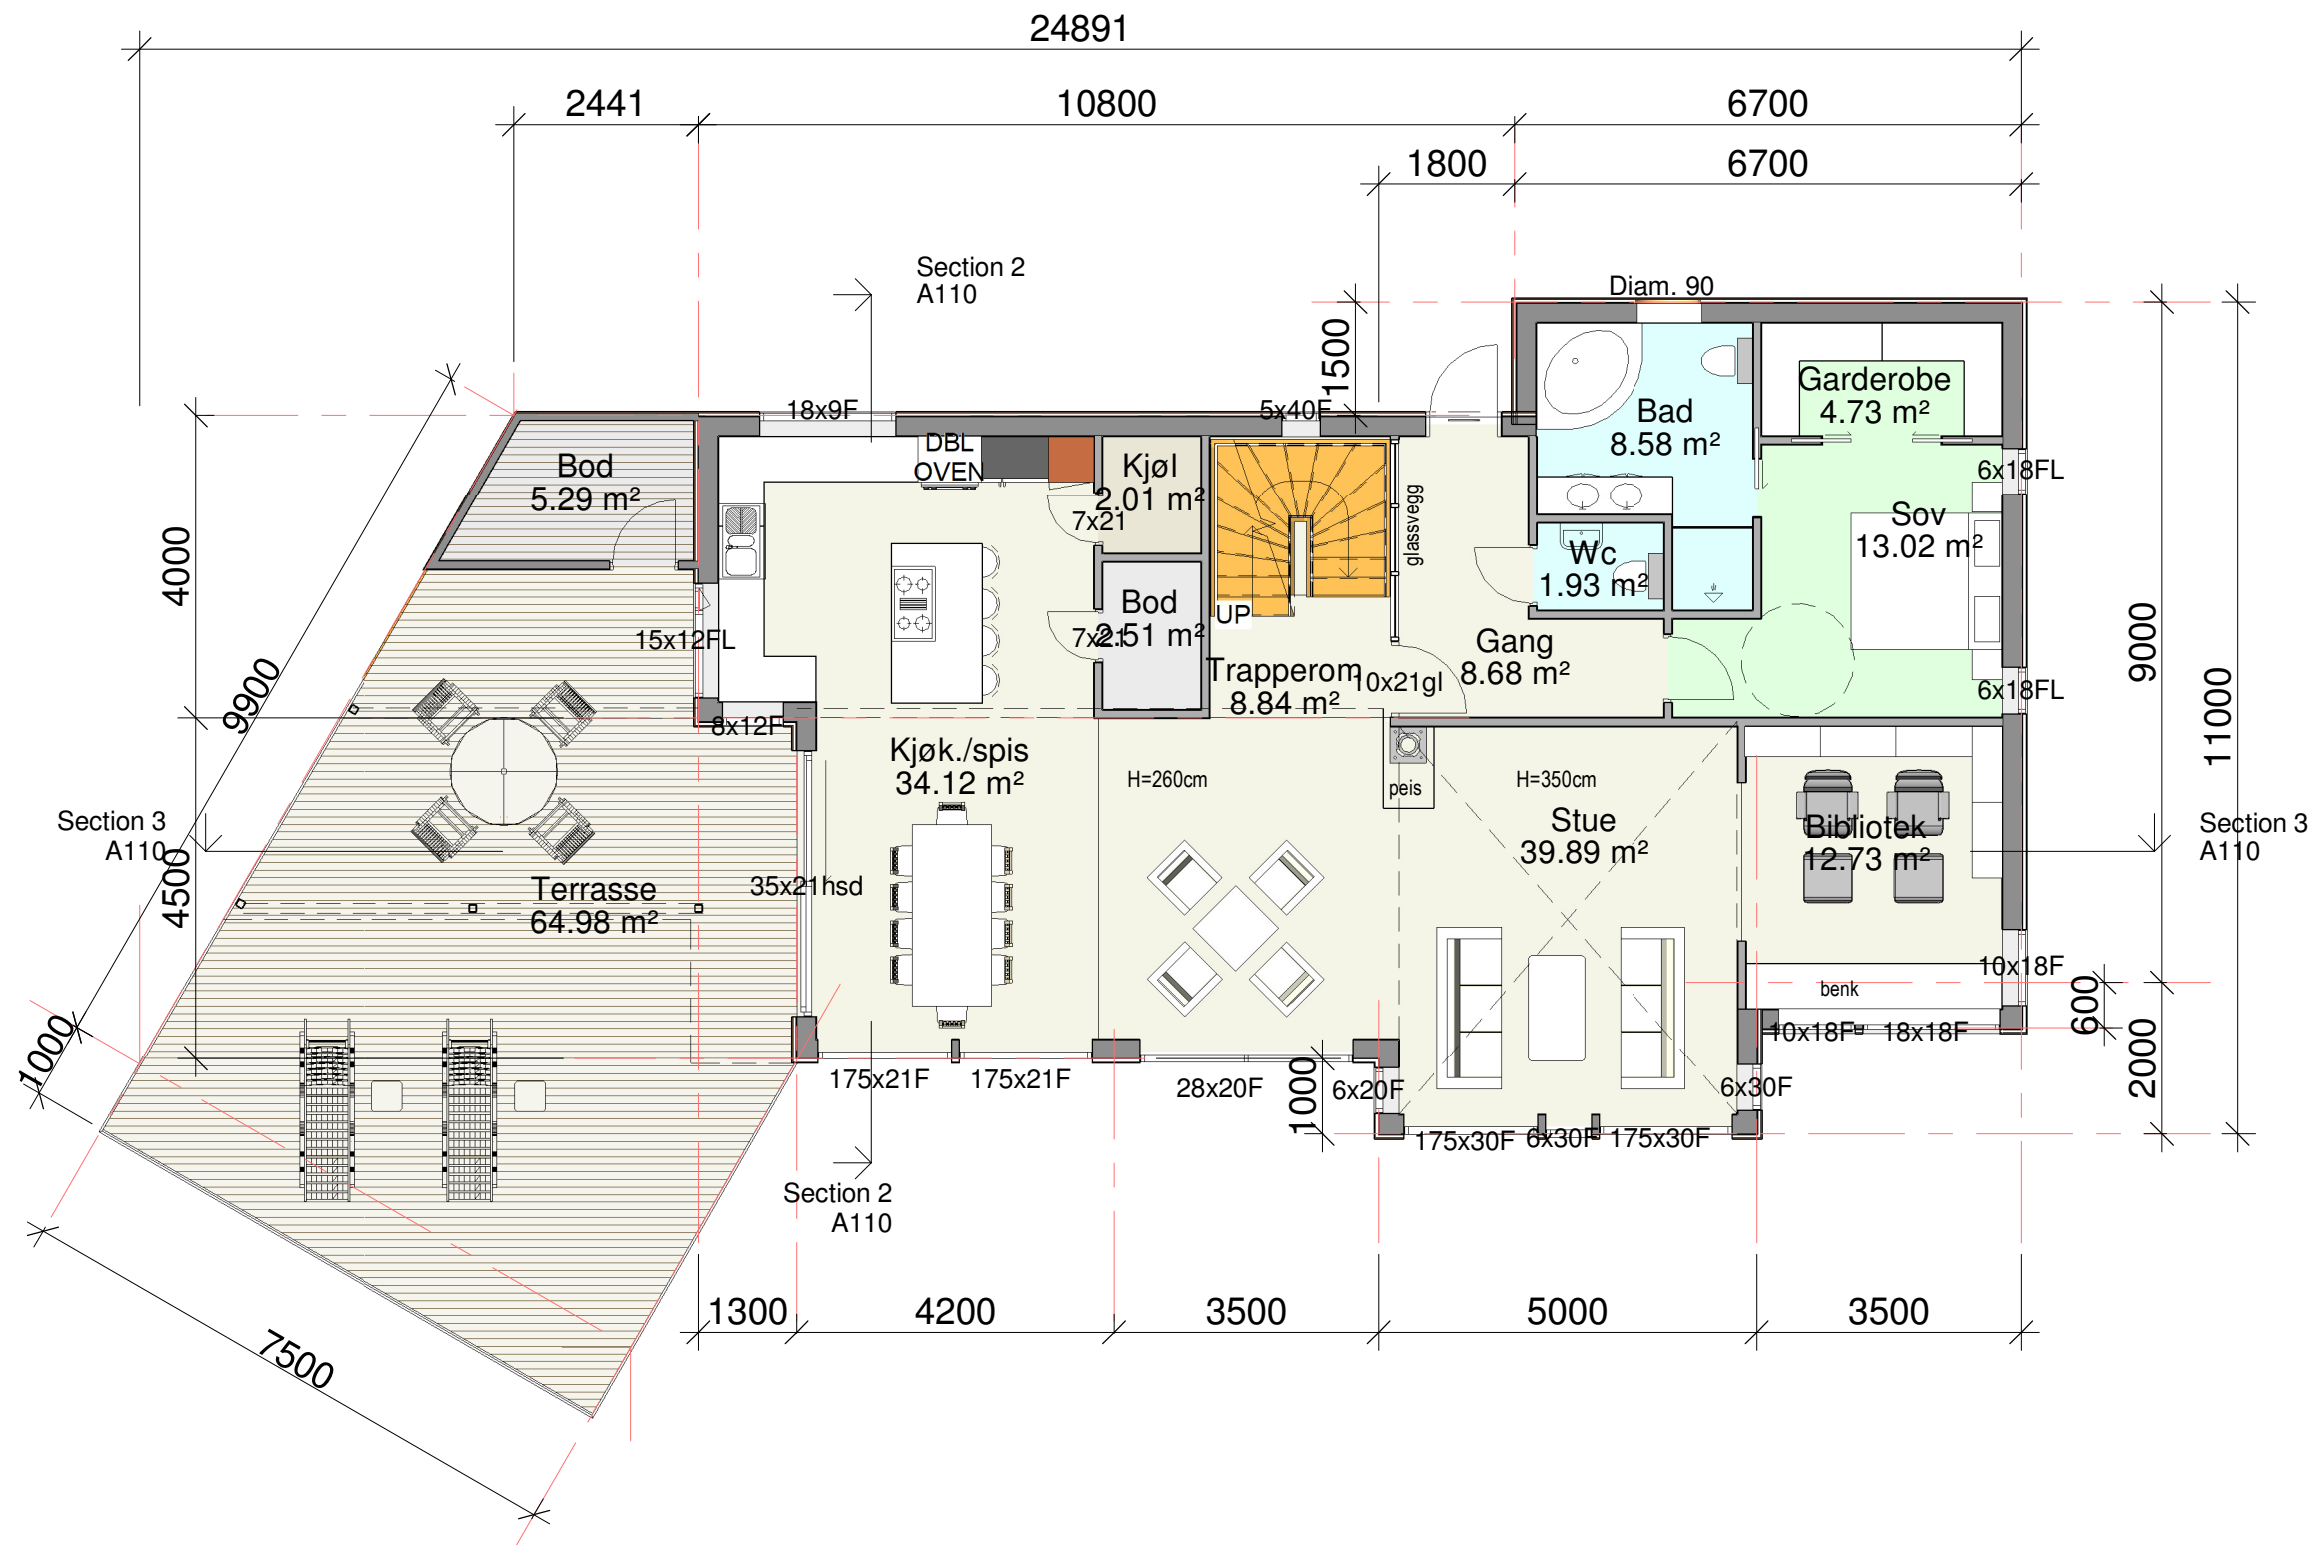 24891
2441
10800
6700
1800
6700
Section 2
A110
Diam. 90
1500
18x9F
5x40F
DBL
OVEN
Bod
5.29 m²
Kjøl
2.01 m²
7x21
glassvegg
Bad
8.58 m²
Garderobe
4.73 m²
6x18FL
Sov
13.02 m²
Wc
1.93 m²
4000
9900
15x12FL
Bod
2.51 m²
7x21
UP
Trapperom
8.84 m²
10x21gl
Gang
8.68 m²
6x18FL
9000
11000
8x12F
Kjøk./spis
34.12 m²
H=260cm
peis
H=350cm
Stue
39.89 m²
Bibliotek
12.73 m²
Section 3
A110
Section 3
A110
4500
35x21hsd
Terrasse
64.98 m²
10x18F
benk
600
10x18F
18x18F
2000
1000
175x21F
175x21F
28x20F
1000
6x20F
6x30F
175x30F
6x30F
175x30F
Section 2
A110
1300
4200
3500
5000
3500
7500